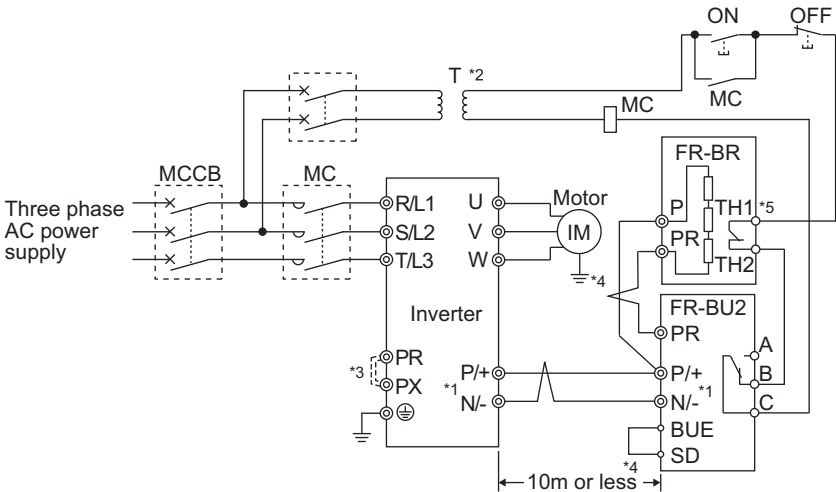 ON OFF
T *2
MC
MC
FR-BR
MCCB MC
Three phase
AC power
supply
R/L1 U Motor
S/L2 V IM
T/L3 W
*4
P TH1 *5
PR TH2
Inverter
FR-BU2
PR
A
*3 PR P/+ P/+ B
PX *1 N/- N/- *1 C
BUE
*4 SD
10m or less